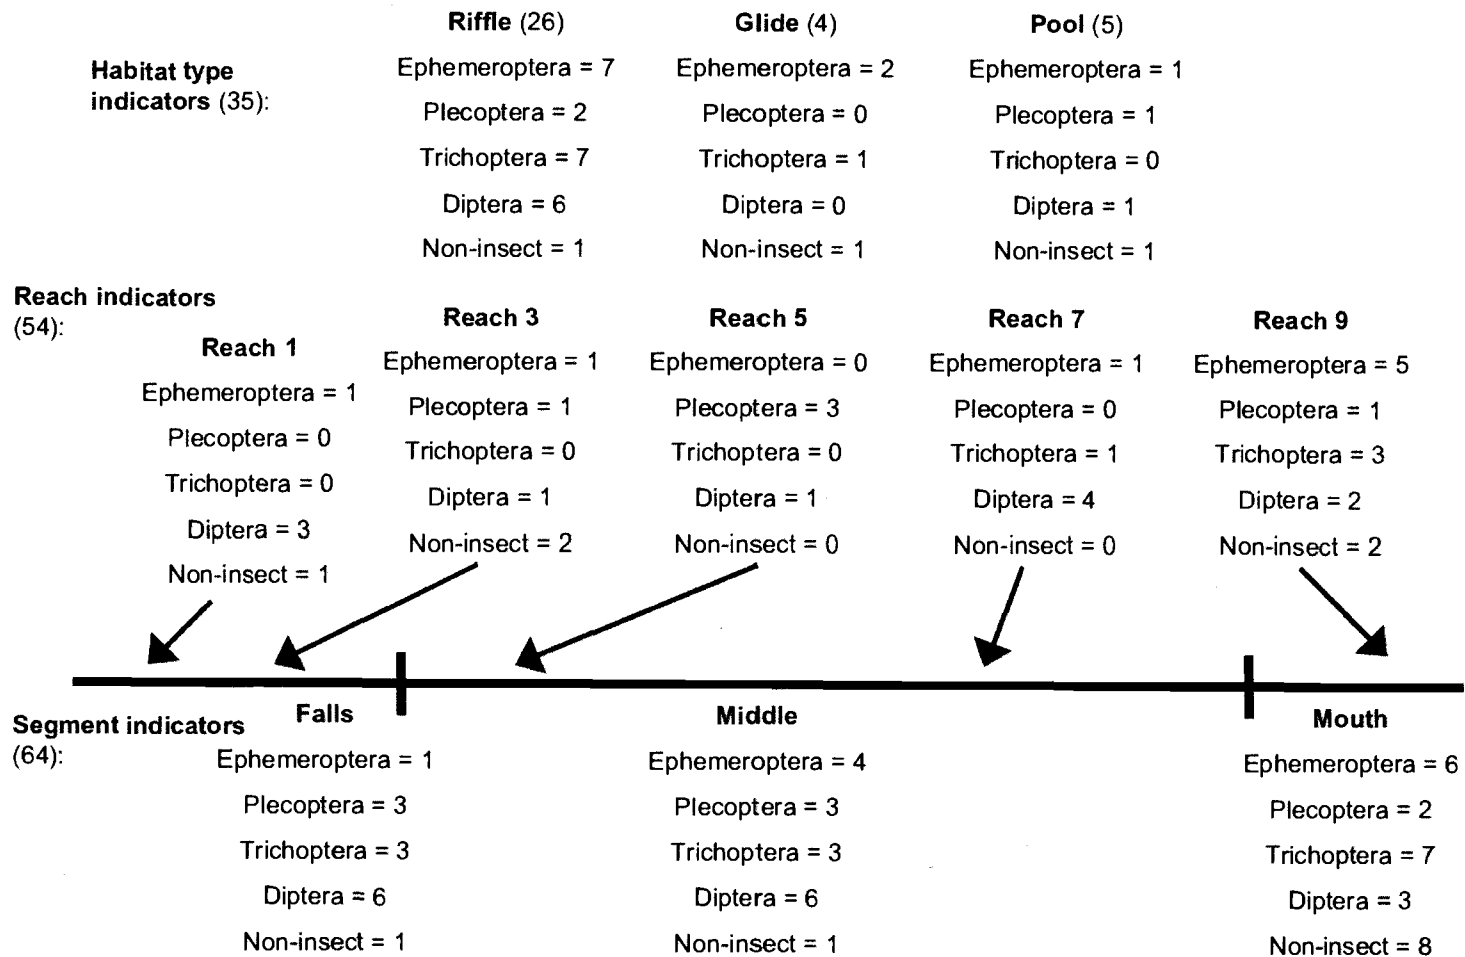 Habitat type
indicators (35):
Riffle (26)
Ephemeroptera = 7
Plecoptera = 2
Trichoptera = 7
Diptera = 6
Non-insect = 1
Glide (4)
Ephemeroptera = 2
Plecoptera = 0
Trichoptera = 1
Diptera = 0
Non-insect = 1
Pool (5)
Ephemeroptera = 1
Plecoptera = 1
Trichoptera = 0
Diptera = 1
Non-insect = 1
Reach indicators
(54):
Reach 1
Ephemeroptera = 1
Plecoptera = 0
Trichoptera = 0
Diptera = 3
Non-insect = 1
Reach 3
Ephemeroptera = 1
Plecoptera = 1
Trichoptera = 0
Diptera = 1
Non-insect = 2
Reach 5
Ephemeroptera = 0
Plecoptera = 3
Trichoptera = 0
Diptera = 1
Non-insect = 0
Reach 7
Ephemeroptera = 1
Plecoptera = 0
Trichoptera = 1
Diptera = 4
Non-insect = 0
Reach 9
Ephemeroptera = 5
Plecoptera = 1
Trichoptera = 3
Diptera = 2
Non-insect = 2
Segment indicators
(64):
Falls
Ephemeroptera = 1
Plecoptera = 3
Trichoptera = 3
Diptera = 6
Non-insect = 1
Middle
Ephemeroptera = 4
Plecoptera = 3
Trichoptera = 3
Diptera = 6
Non-insect = 1
Mouth
Ephemeroptera = 6
Plecoptera = 2
Trichoptera = 7
Diptera = 3
Non-insect = 8